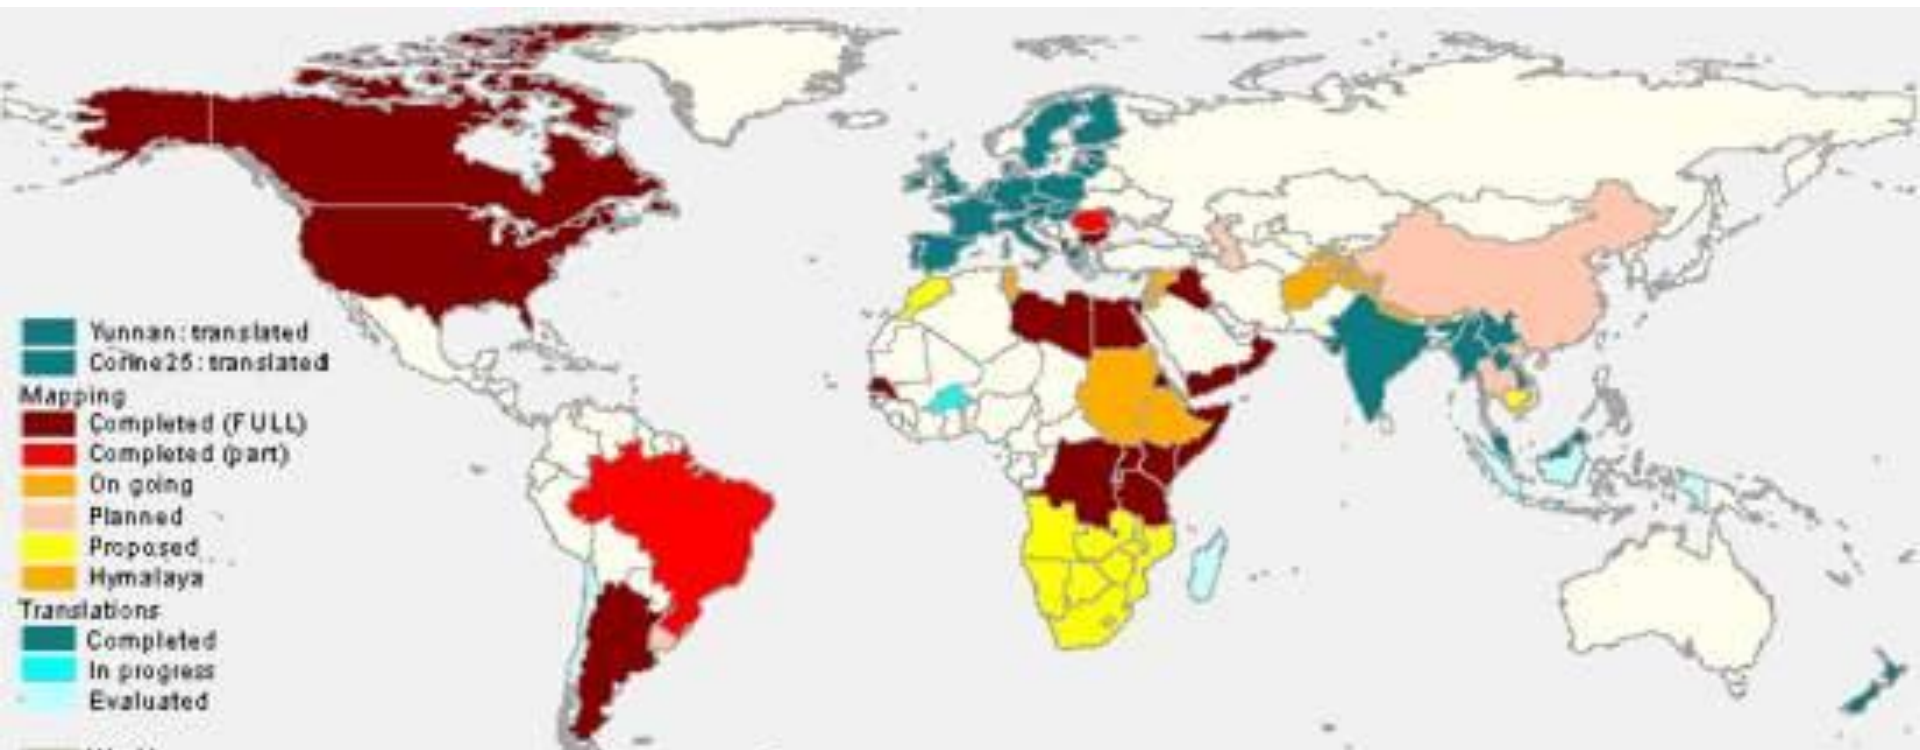 Yunnan: translated
Corine25: translated
Mapping
Completed (FULL)
Completed (part)
On going
Planned
Proposed
Hymalaya
Translations
Completed
In progress
Evaluated